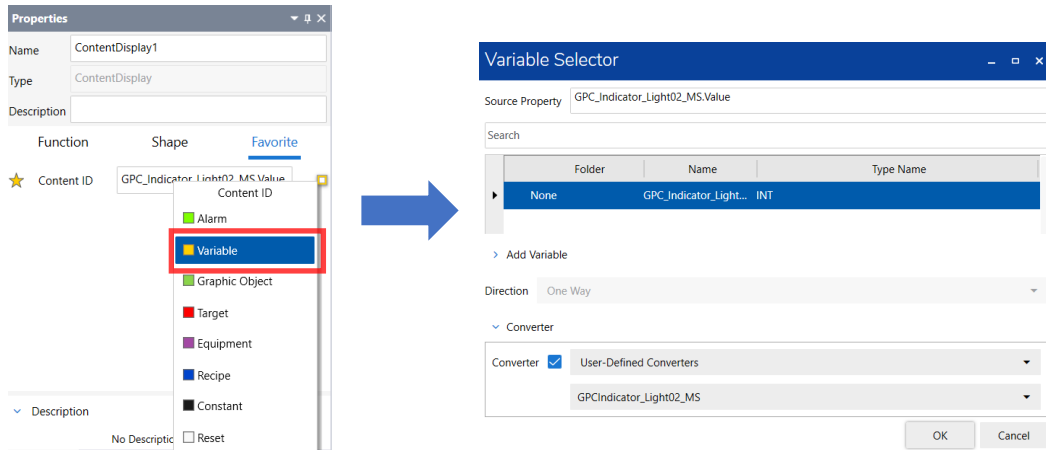 Properties
Name ContentDisplay1
Type ContentDisplay
Description
Function Shape Favorite
Content ID GPC_Indicator_Light02_MS.Value
Content ID
Alarm
Variable
Graphic Object
Target
Equipment
Recipe
Constant
Reset
Description
No Descriptic
Variable Selector
Source Property GPC_Indicator_Light02_MS.Value
Search
Folder Name Type Name
None GPC_Indicator_Light... INT
Add Variable
Direction One Way
Converter
Converter User-Defined Converters
GPCIndicator_Light02_MS
OK Cancel